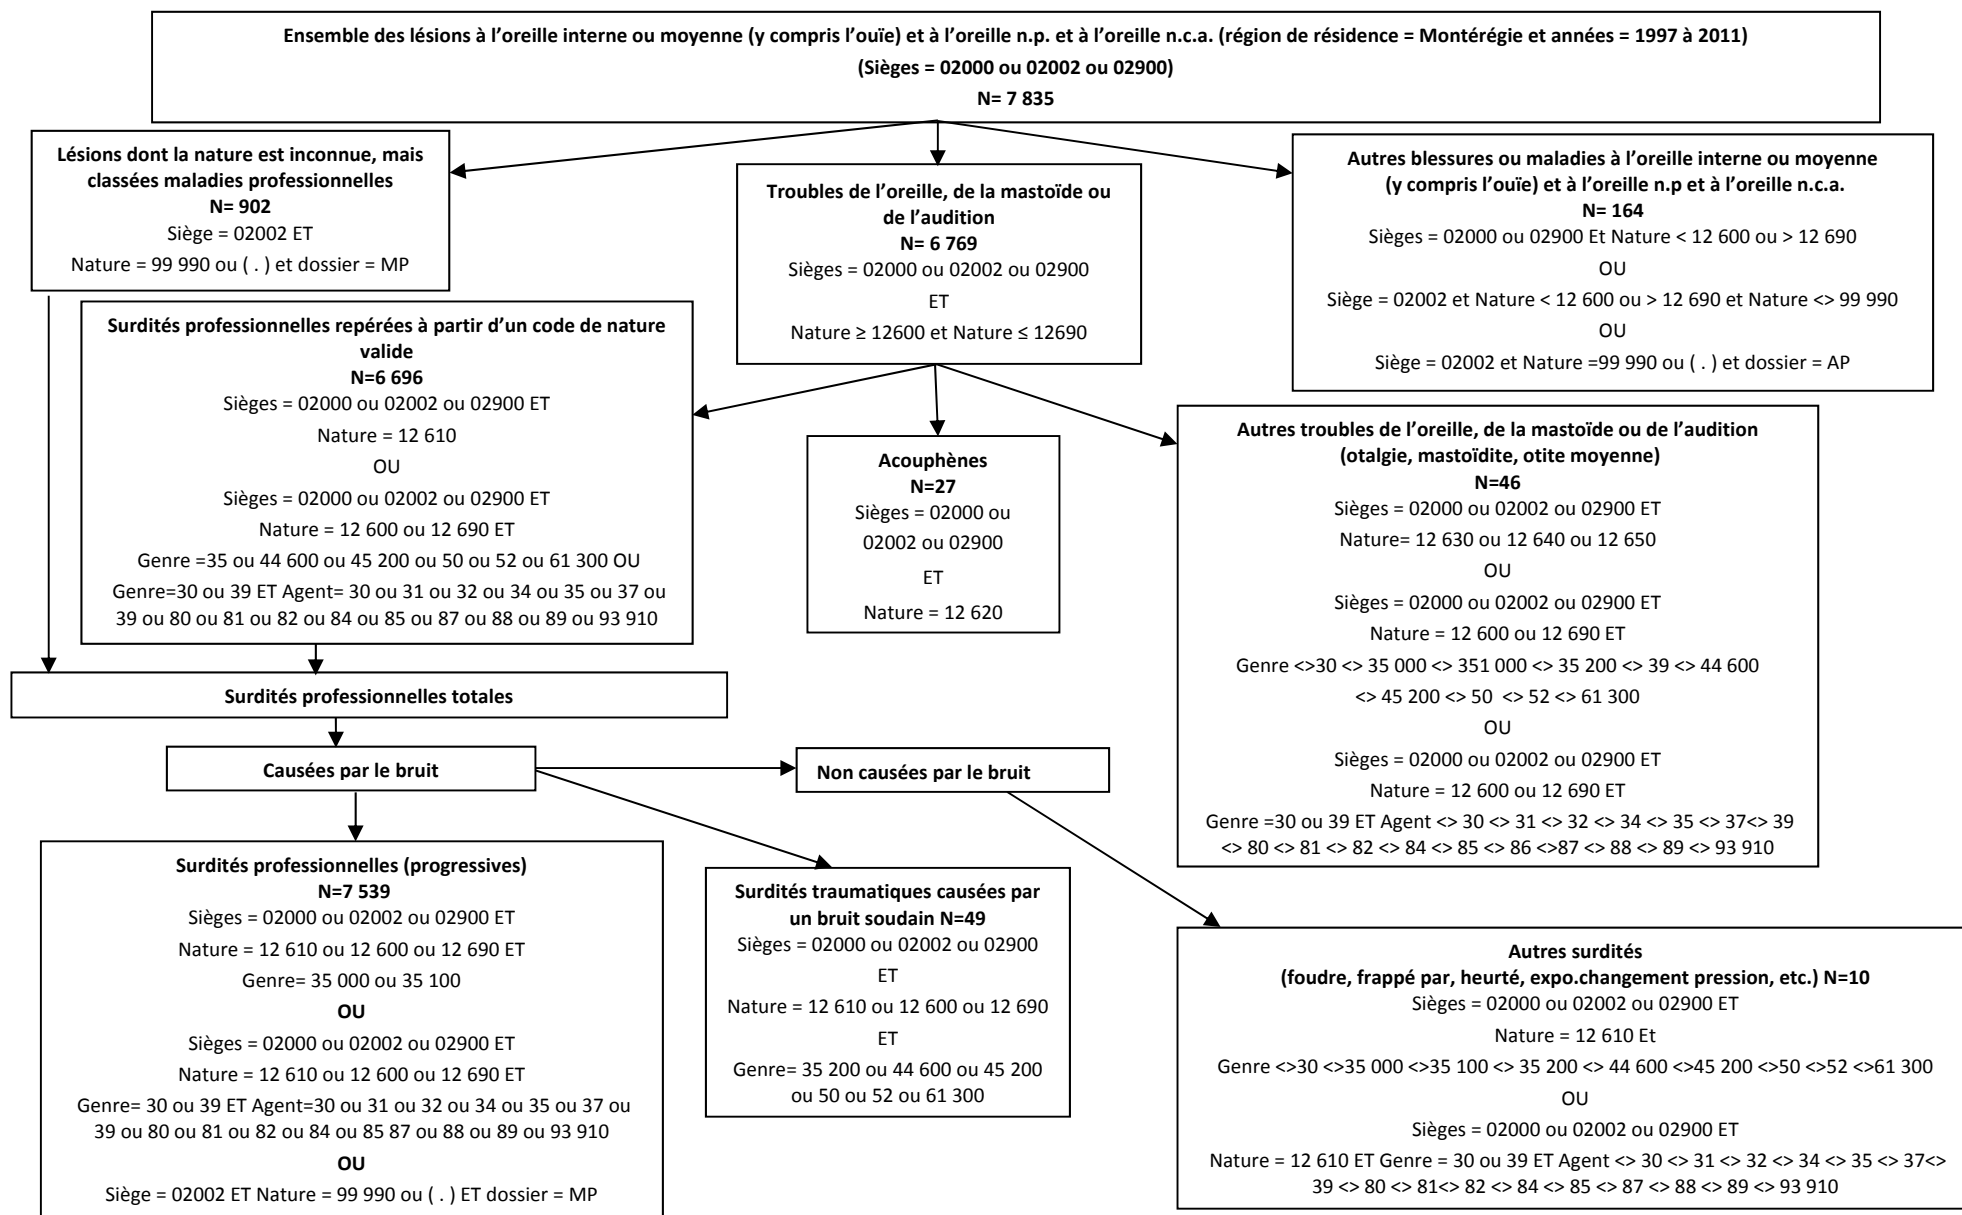 Ensemble des lésions à l’oreille interne ou moyenne (y compris l’ouïe) et à l’oreille n.p. et à l’oreille n.c.a. (région de résidence = Montérégie et années = 1997 à 2011)
(Sièges = 02000 ou 02002 ou 02900)
N= 7 835
Lésions dont la nature est inconnue, mais
classées maladies professionnelles
N= 902
Siège = 02002 ET
Nature = 99 990 ou ( . ) et dossier = MP
Troubles de l’oreille, de la mastoïde ou
de l’audition
N= 6 769
Sièges = 02000 ou 02002 ou 02900
ET
Nature ≥ 12600 et Nature ≤ 12690
Autres blessures ou maladies à l’oreille interne ou moyenne
(y compris l’ouïe) et à l’oreille n.p et à l’oreille n.c.a.
N= 164
Sièges = 02000 ou 02900 Et Nature < 12 600 ou > 12 690
OU
Siège = 02002 et Nature < 12 600 ou > 12 690 et Nature <> 99 990
OU
Siège = 02002 et Nature =99 990 ou ( . ) et dossier = AP
Surdités professionnelles repérées à partir d’un code de nature
valide
N=6 696
Sièges = 02000 ou 02002 ou 02900 ET
Nature = 12 610
OU
Sièges = 02000 ou 02002 ou 02900 ET
Nature = 12 600 ou 12 690 ET
Genre =35 ou 44 600 ou 45 200 ou 50 ou 52 ou 61 300 OU
Genre=30 ou 39 ET Agent= 30 ou 31 ou 32 ou 34 ou 35 ou 37 ou
39 ou 80 ou 81 ou 82 ou 84 ou 85 ou 87 ou 88 ou 89 ou 93 910
Acouphènes
N=27
Sièges = 02000 ou
02002 ou 02900
ET
Nature = 12 620
Autres troubles de l’oreille, de la mastoïde ou de l’audition
(otalgie, mastoïdite, otite moyenne)
N=46
Sièges = 02000 ou 02002 ou 02900 ET
Nature= 12 630 ou 12 640 ou 12 650
OU
Sièges = 02000 ou 02002 ou 02900 ET
Nature = 12 600 ou 12 690 ET
Genre <>30 <> 35 000 <> 351 000 <> 35 200 <> 39 <> 44 600
<> 45 200 <> 50 <> 52 <> 61 300
OU
Sièges = 02000 ou 02002 ou 02900 ET
Nature = 12 600 ou 12 690 ET
Genre =30 ou 39 ET Agent <> 30 <> 31 <> 32 <> 34 <> 35 <> 37<> 39
<> 80 <> 81 <> 82 <> 84 <> 85 <> 86 <>87 <> 88 <> 89 <> 93 910
Surdités professionnelles totales
Causées par le bruit
Non causées par le bruit
Surdités professionnelles (progressives)
N=7 539
Sièges = 02000 ou 02002 ou 02900 ET
Nature = 12 610 ou 12 600 ou 12 690 ET
Genre= 35 000 ou 35 100
OU
Sièges = 02000 ou 02002 ou 02900 ET
Nature = 12 610 ou 12 600 ou 12 690 ET
Genre= 30 ou 39 ET Agent=30 ou 31 ou 32 ou 34 ou 35 ou 37 ou
39 ou 80 ou 81 ou 82 ou 84 ou 85 87 ou 88 ou 89 ou 93 910
OU
Siège = 02002 ET Nature = 99 990 ou ( . ) ET dossier = MP
Surdités traumatiques causées par
un bruit soudain N=49
Sièges = 02000 ou 02002 ou 02900
ET
Nature = 12 610 ou 12 600 ou 12 690
ET
Genre= 35 200 ou 44 600 ou 45 200
ou 50 ou 52 ou 61 300
Autres surdités
(foudre, frappé par, heurté, expo.changement pression, etc.) N=10
Sièges = 02000 ou 02002 ou 02900 ET
Nature = 12 610 Et
Genre <>30 <>35 000 <>35 100 <> 35 200 <> 44 600 <>45 200 <>50 <>52 <>61 300
OU
Sièges = 02000 ou 02002 ou 02900 ET
Nature = 12 610 ET Genre = 30 ou 39 ET Agent <> 30 <> 31 <> 32 <> 34 <> 35 <> 37<>
39 <> 80 <> 81<> 82 <> 84 <> 85 <> 87 <> 88 <> 89 <> 93 910